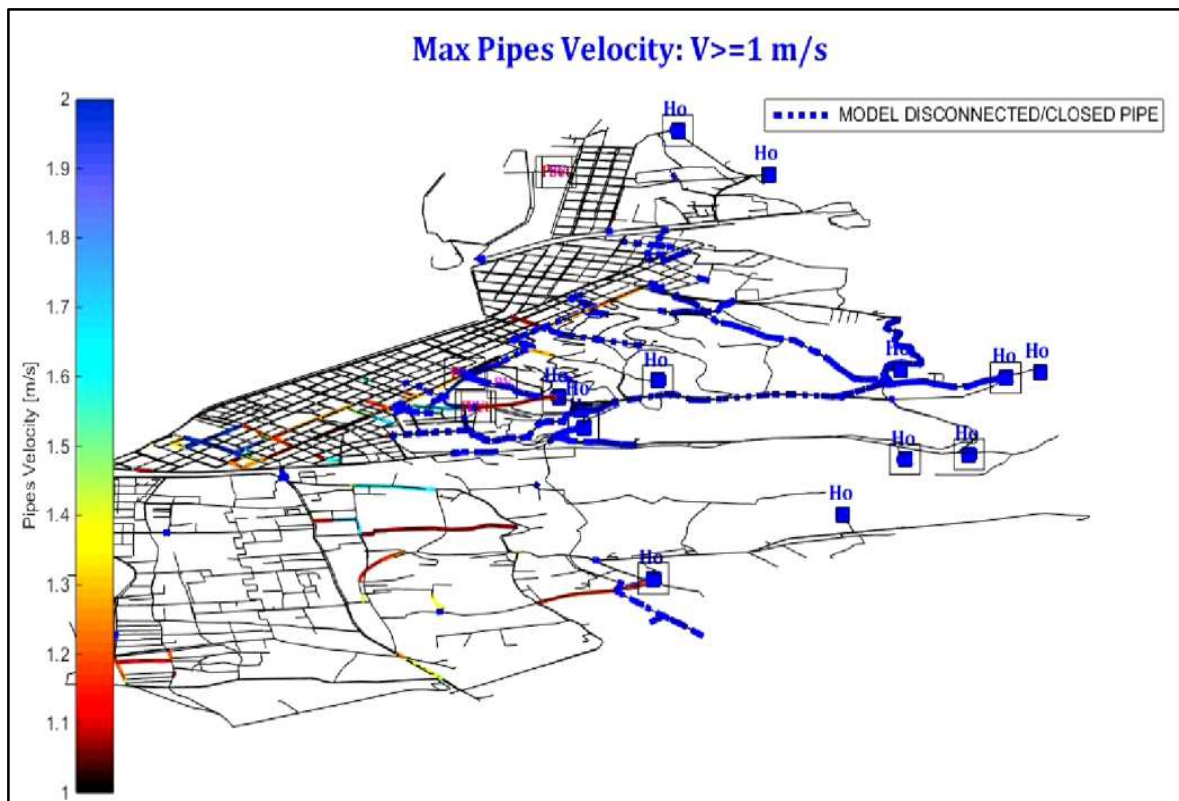 Max Pipes Velocity: V>=1 m/s
MODEL DISCONNECTED/CLOSED PIPE
Pipes Velocity [m/s]
2
1.9
1.8
1.7
1.6
1.5
1.4
1.3
1.2
1.1
1
Ho
Ho
Ho
Ho
Ho
Ho
Ho
Ho
Ho
Ho
Ho
Ho